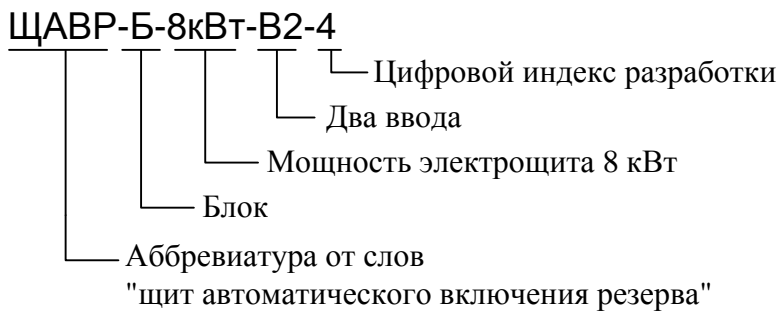 ЩАВР-Б-8кВт-В2-4
Цифровой индекс разработки
Два ввода
Мощность электрощита 8 кВт
Блок
Аббревиатура от слов
"щит автоматического включения резерва"